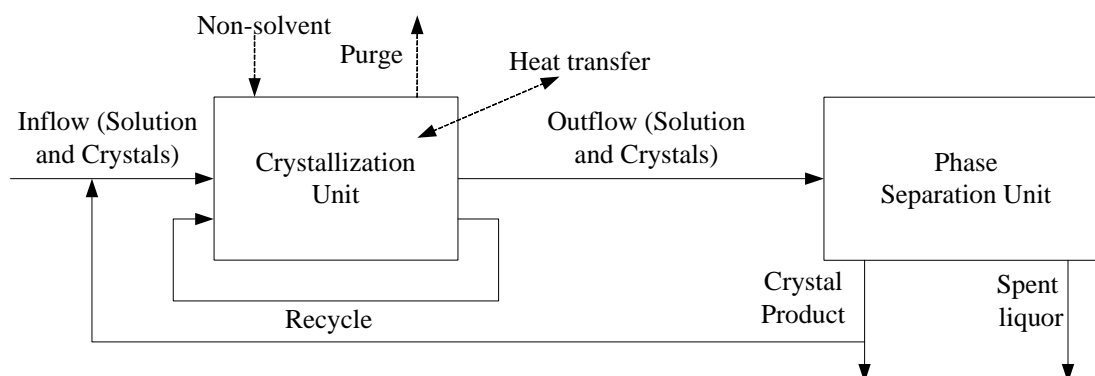 Non-solvent
Purge
Heat transfer
Inflow (Solution
and Crystals)
Crystallization
Unit
Outflow (Solution
and Crystals)
Phase
Separation Unit
Recycle
Crystal
Product
Spent
liquor